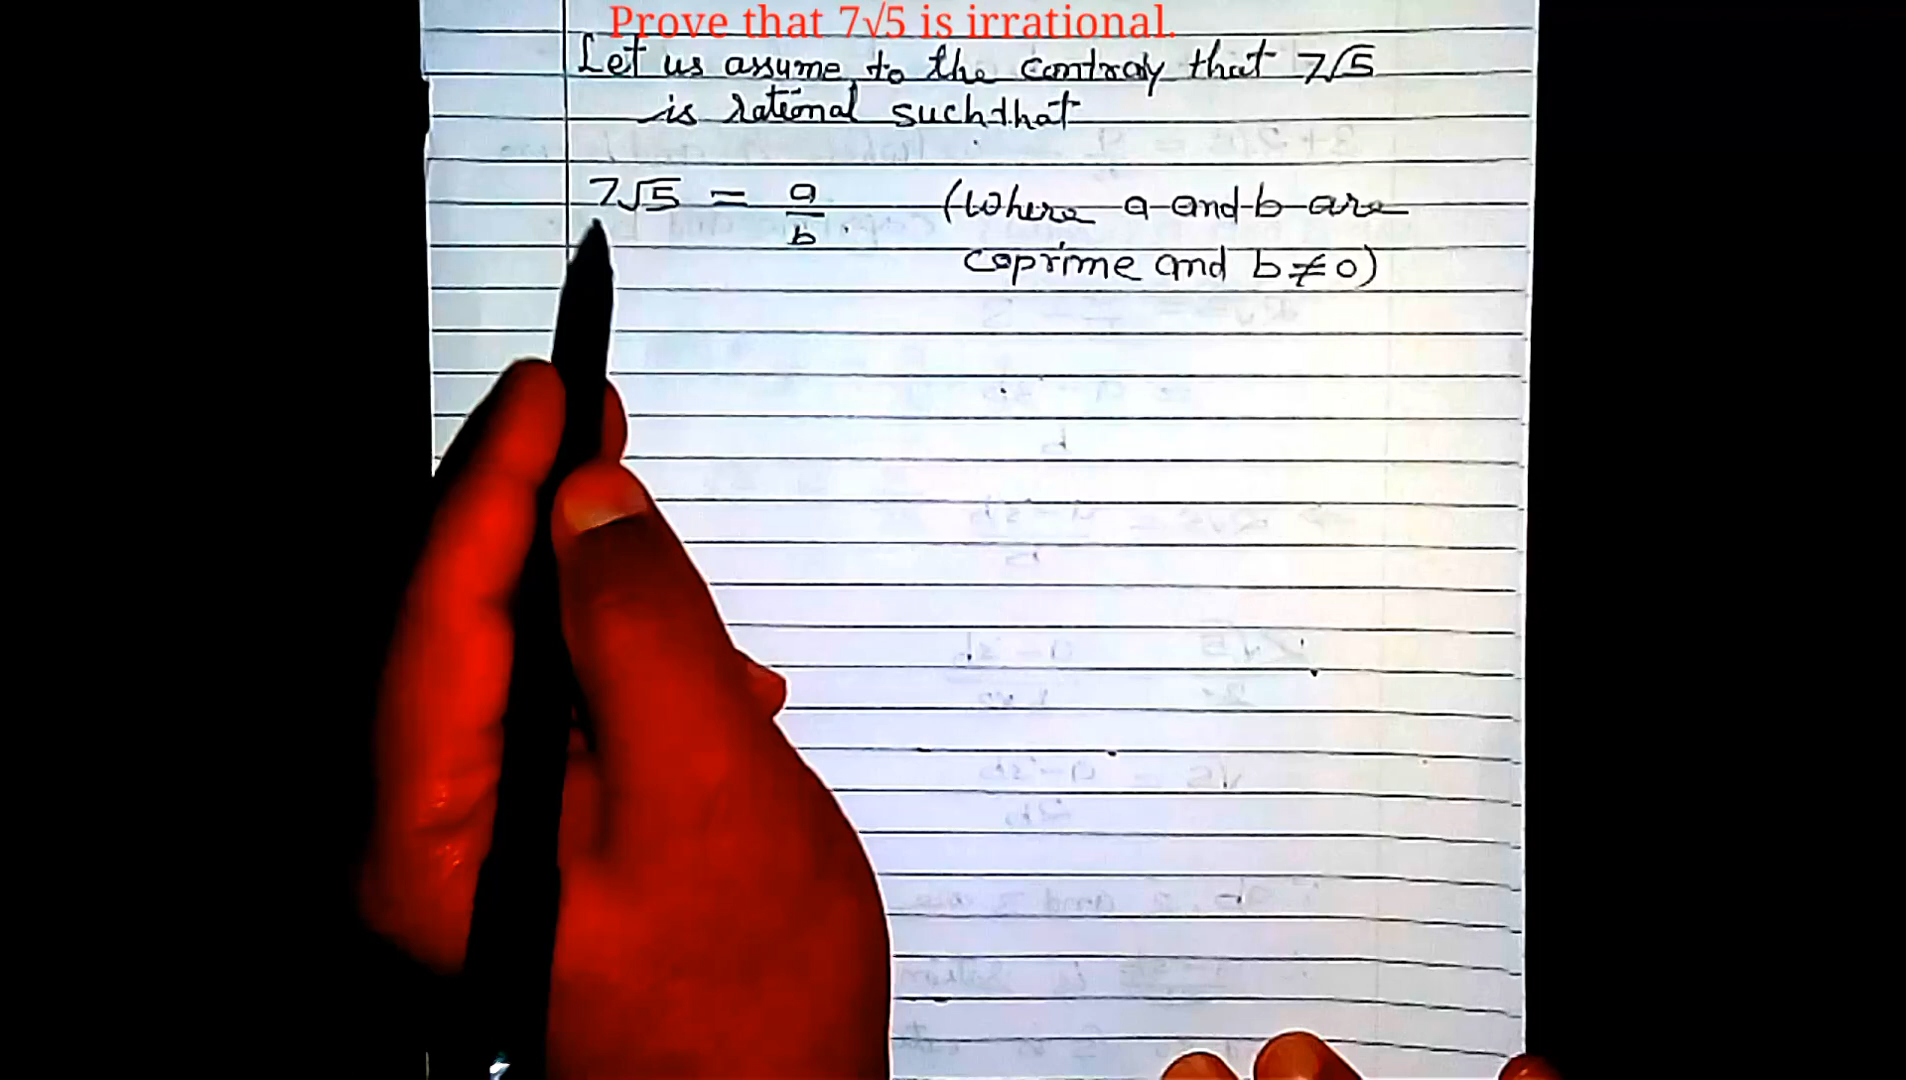 Prove that 7√5 is irrational.
Let us assume, to the contrary that 7√5
is rational such that
7√5 = a/b (Where a and b are
coprime and b ≠ 0)